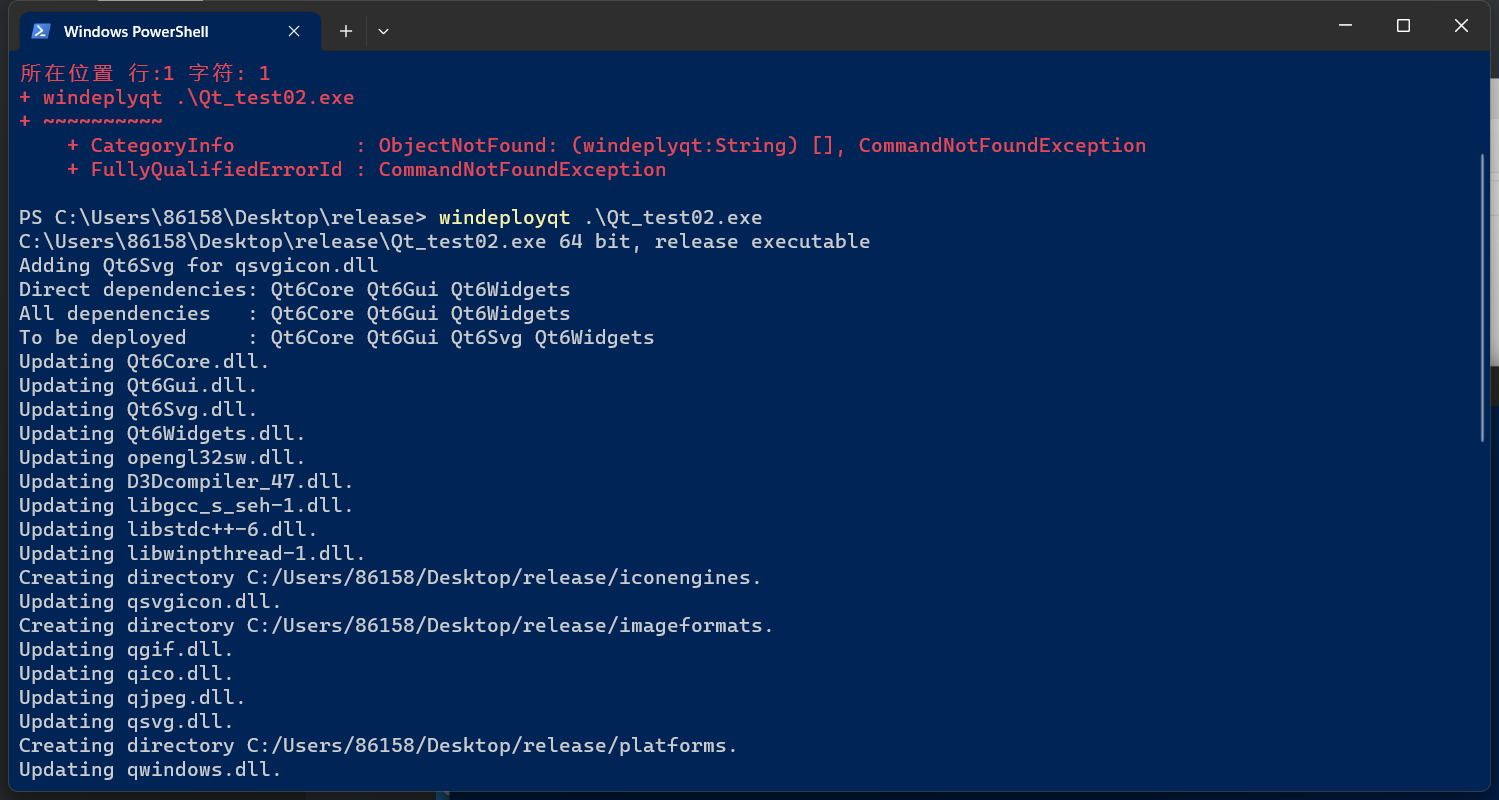 Windows PowerShell
所在位置 行:1 字符: 1
+ windeplyqt .\Qt_test02.exe
+ ~~~~~~~~~~
    + CategoryInfo          : ObjectNotFound: (windeplyqt:String) [], CommandNotFoundException
    + FullyQualifiedErrorId : CommandNotFoundException
PS C:\Users\86158\Desktop\release> windeployqt .\Qt_test02.exe
C:\Users\86158\Desktop\release\Qt_test02.exe 64 bit, release executable
Adding Qt6Svg for qsvgicon.dll
Direct dependencies: Qt6Core Qt6Gui Qt6Widgets
All dependencies   : Qt6Core Qt6Gui Qt6Widgets
To be deployed     : Qt6Core Qt6Gui Qt6Svg Qt6Widgets
Updating Qt6Core.dll.
Updating Qt6Gui.dll.
Updating Qt6Svg.dll.
Updating Qt6Widgets.dll.
Updating opengl32sw.dll.
Updating D3Dcompiler_47.dll.
Updating libgcc_s_seh-1.dll.
Updating libstdc++-6.dll.
Updating libwinpthread-1.dll.
Creating directory C:/Users/86158/Desktop/release/iconengines.
Updating qsvgicon.dll.
Creating directory C:/Users/86158/Desktop/release/imageformats.
Updating qgif.dll.
Updating qico.dll.
Updating qjpeg.dll.
Updating qsvg.dll.
Creating directory C:/Users/86158/Desktop/release/platforms.
Updating qwindows.dll.